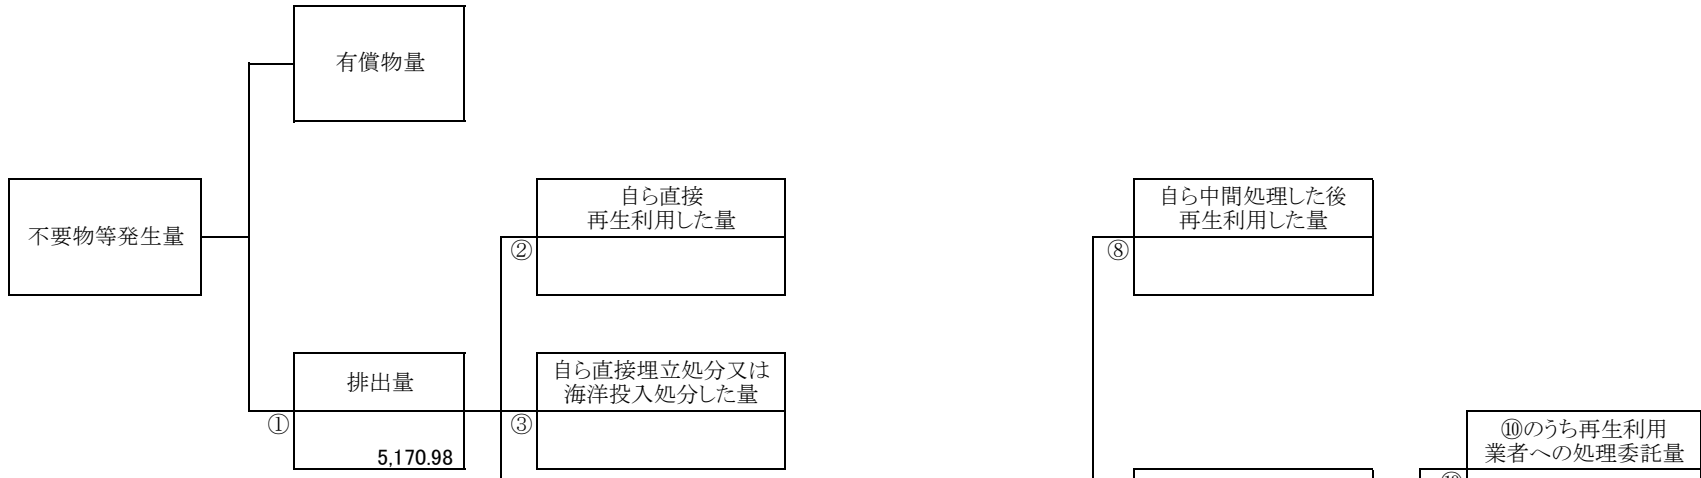 有償物量
不要物等発生量
自ら直接
再生利用した量
②
自ら中間処理した後
再生利用した量
⑧
排出量
①
5,170.98
自ら直接埋立処分又は
海洋投入処分した量
③
⑩のうち再生利用
業者への処理委託量